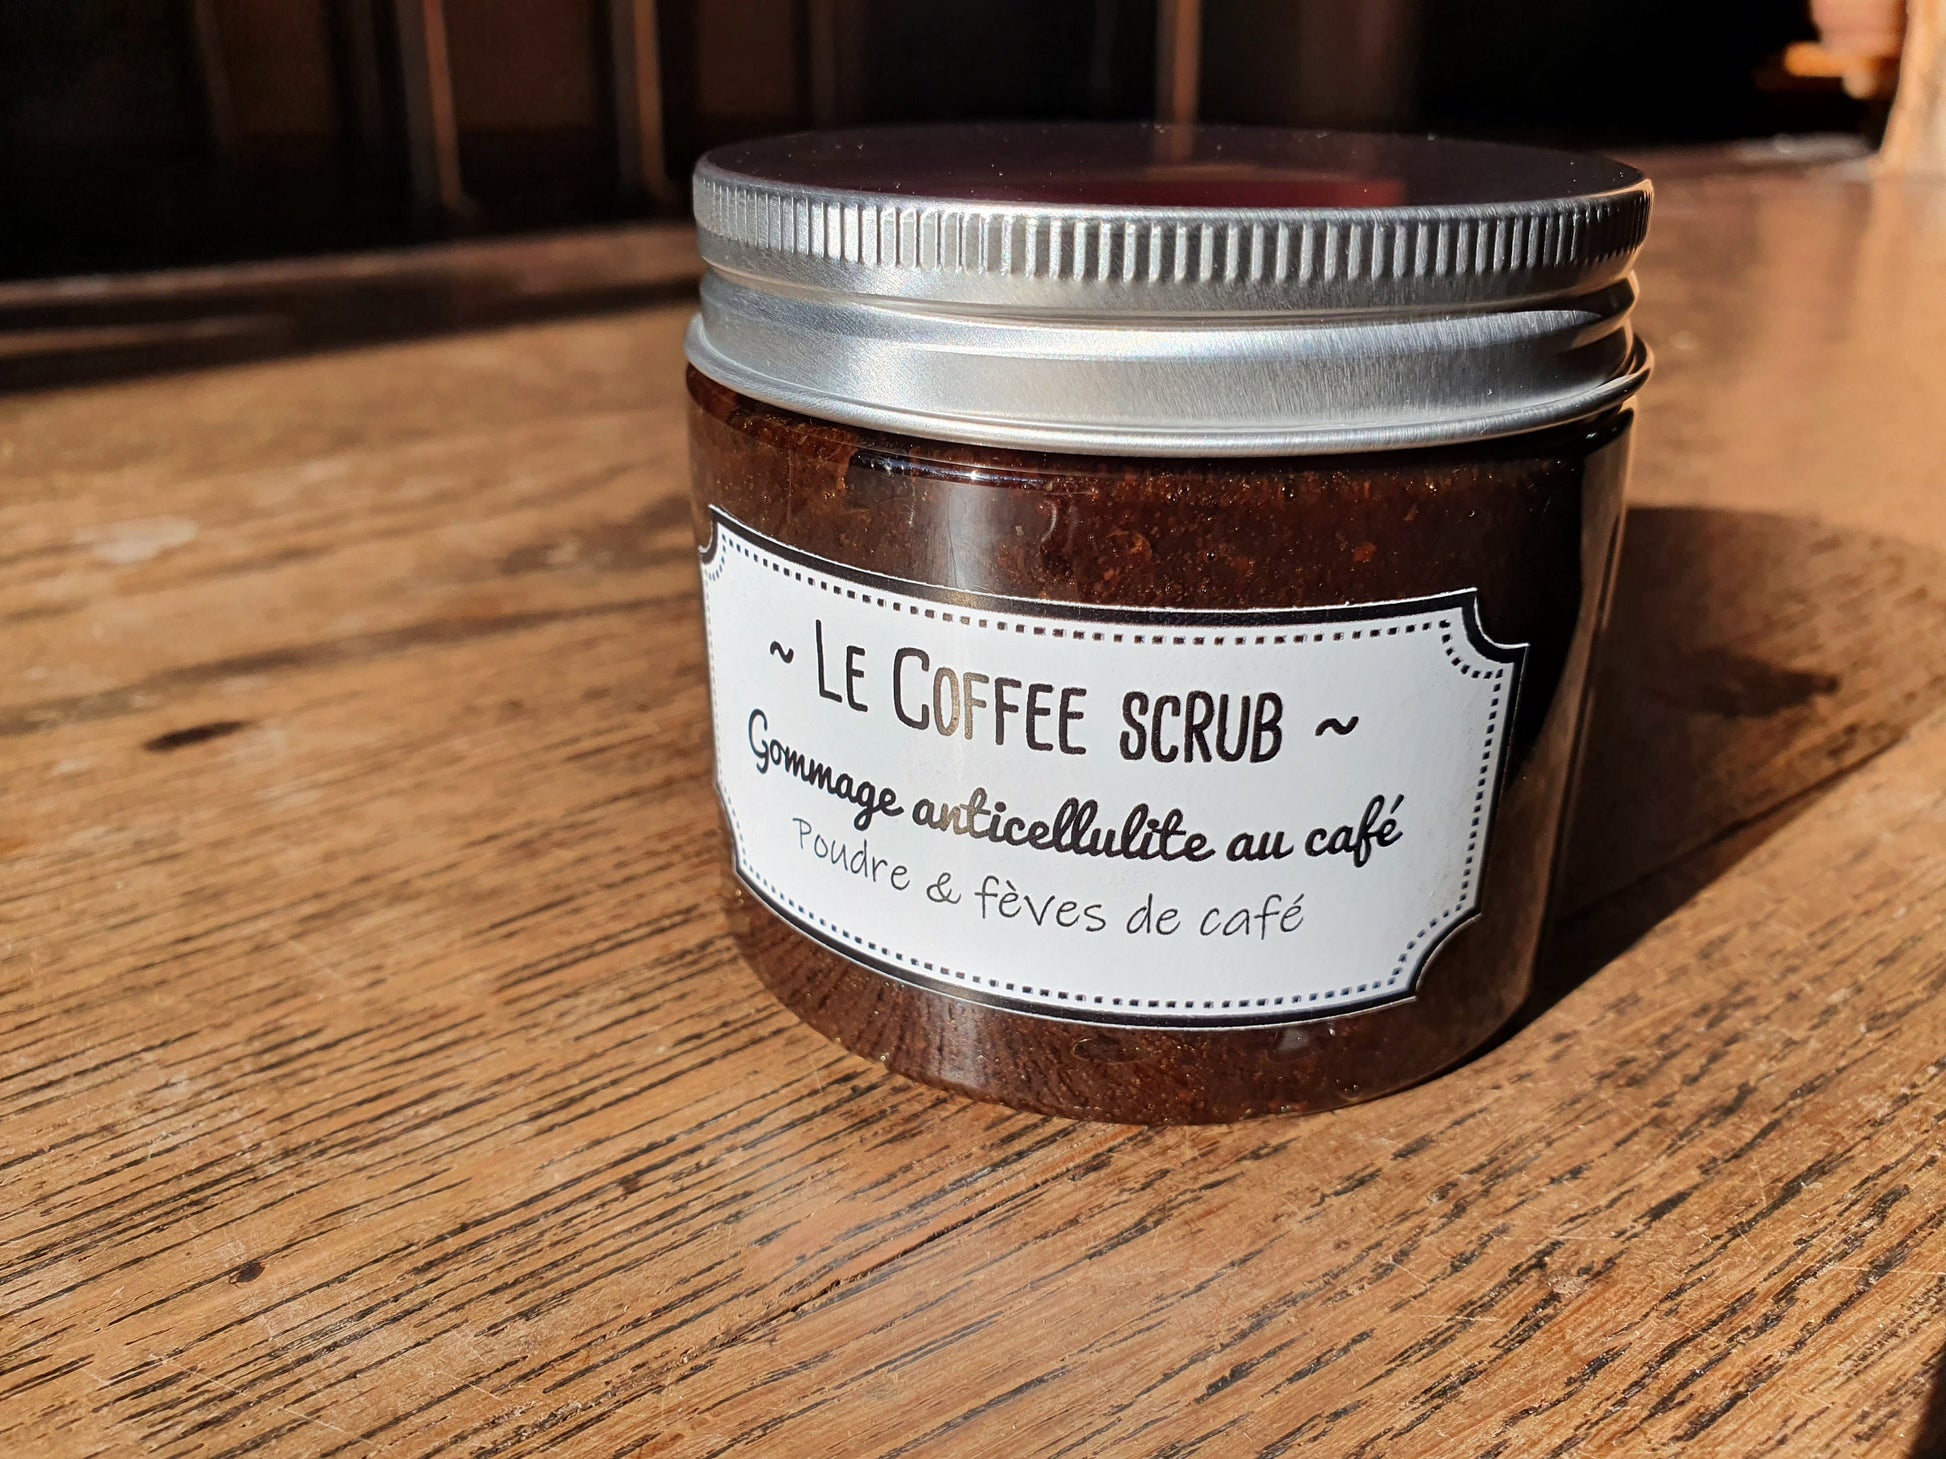 ~ LE COFFEE SCRUB ~
Gommage anticellulite au café
Poudre & fèves de café